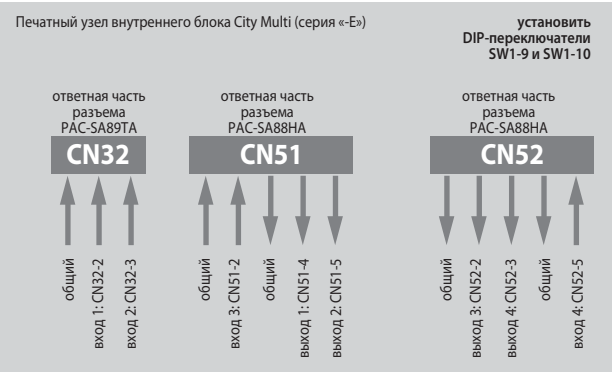 Печатный узел внутреннего блока City Multi (серия «-E»)
установить
DIP-переключатели
SW1-9 и SW1-10
ответная часть
разъема
PAC-SA89TA
CN32
общий
вход 1: CN32-2
вход 2: CN32-3
ответная часть
разъема
PAC-SA88HA
CN51
общий
вход 3: CN51-2
общий
выход 1: CN51-4
выход 2: CN51-5
ответная часть
разъема
PAC-SA88HA
CN52
общий
выход 3: CN52-2
выход 4: CN52-3
общий
вход 4: CN52-5